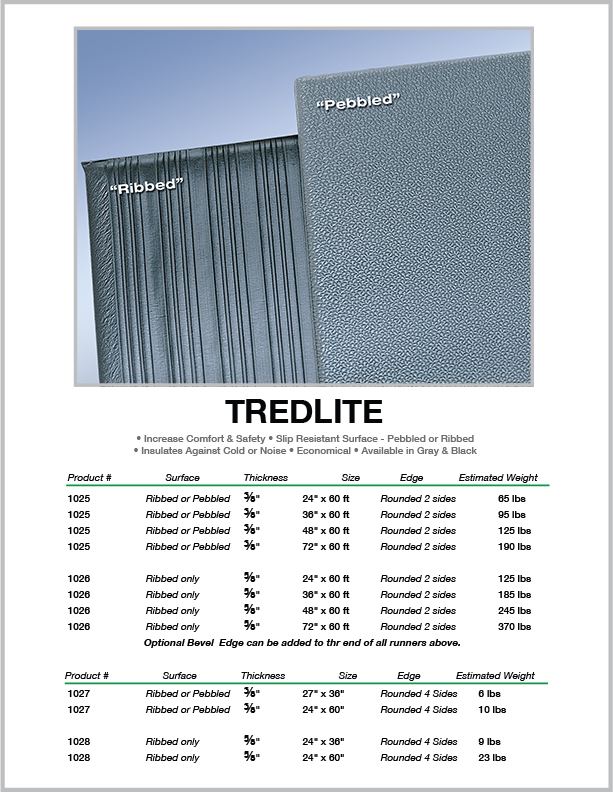 “Pebbled”
“Ribbed”
TREDLITE
• Increase Comfort & Safety • Slip Resistant Surface - Pebbled or Ribbed
• Insulates Against Cold or Noise • Economical • Available in Gray & Black
Product # Surface Thickness Size Edge Estimated Weight
1025 Ribbed or Pebbled ⅜" 24" x 60 ft Rounded 2 sides 65 lbs
1025 Ribbed or Pebbled ⅜" 36" x 60 ft Rounded 2 sides 95 lbs
1025 Ribbed or Pebbled ⅜" 48" x 60 ft Rounded 2 sides 125 lbs
1025 Ribbed or Pebbled ⅜" 72" x 60 ft Rounded 2 sides 190 lbs
1026 Ribbed only ⅝" 24" x 60 ft Rounded 2 sides 125 lbs
1026 Ribbed only ⅝" 36" x 60 ft Rounded 2 sides 185 lbs
1026 Ribbed only ⅝" 48" x 60 ft Rounded 2 sides 245 lbs
1026 Ribbed only ⅝" 72" x 60 ft Rounded 2 sides 370 lbs
Optional Bevel Edge can be added to thr end of all runners above.
Product # Surface Thickness Size Edge Estimated Weight
1027 Ribbed or Pebbled ⅜" 27" x 36" Rounded 4 Sides 6 lbs
1027 Ribbed or Pebbled ⅜" 24" x 60" Rounded 4 Sides 10 lbs
1028 Ribbed only ⅝" 24" x 36" Rounded 4 Sides 9 lbs
1028 Ribbed only ⅝" 24" x 60" Rounded 4 Sides 23 lbs